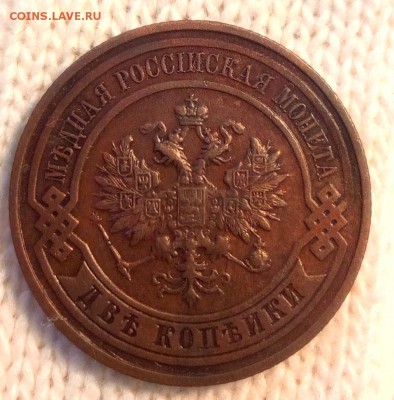 COINS.LAVE.RU
МѢДНАЯ РОССІЙСКАЯ МОНЕТА
ДВѢ КОПѢЙКИ